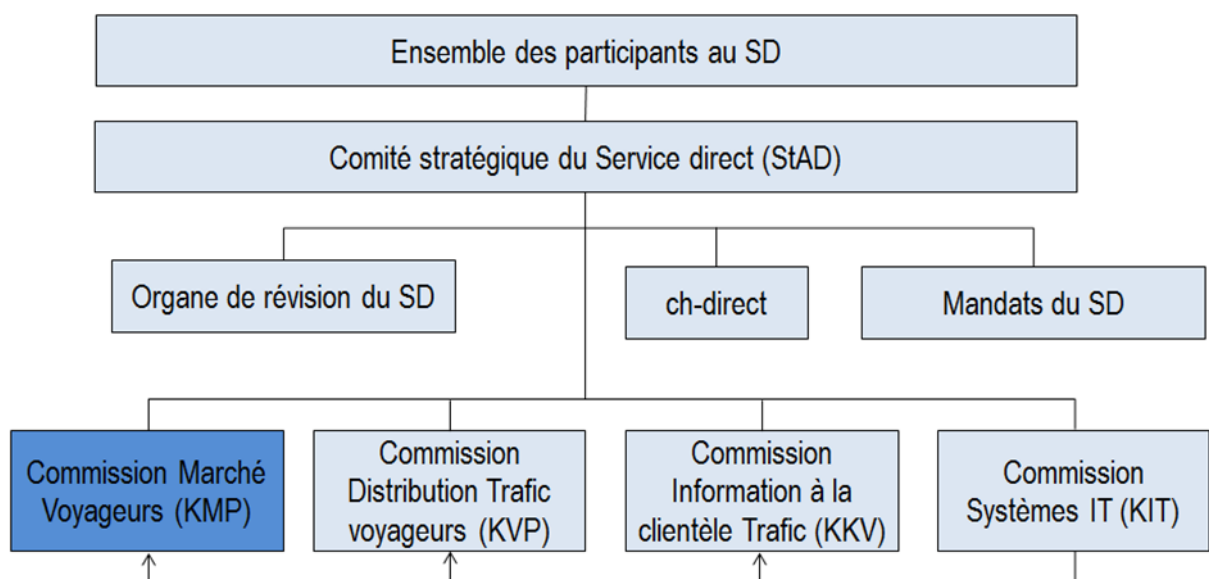 Ensemble des participants au SD
Comité stratégique du Service direct (StAD)
Organe de révision du SD
ch-direct
Mandats du SD
Commission Marché
Voyageurs (KMP)
Commission
Distribution Trafic
voyageurs (KVP)
Commission
Information à la
clientèle Trafic (KKV)
Commission
Systèmes IT (KIT)